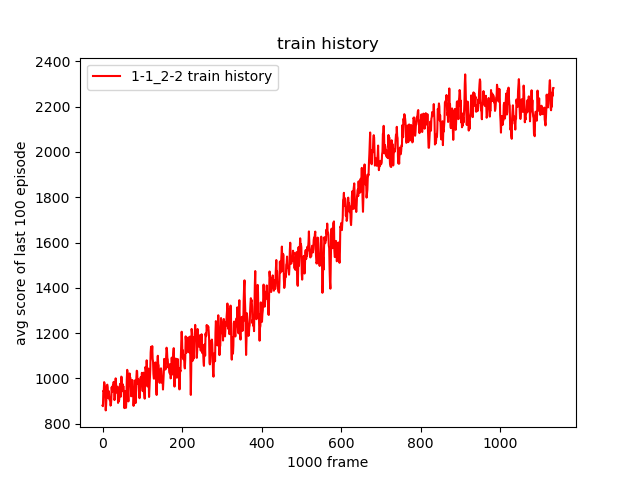 train history
1-1_2-2 train history
avg score of last 100 episode
2400
2200
2000
1800
1600
1400
1200
1000
800
0 200 400 600 800 1000
1000 frame